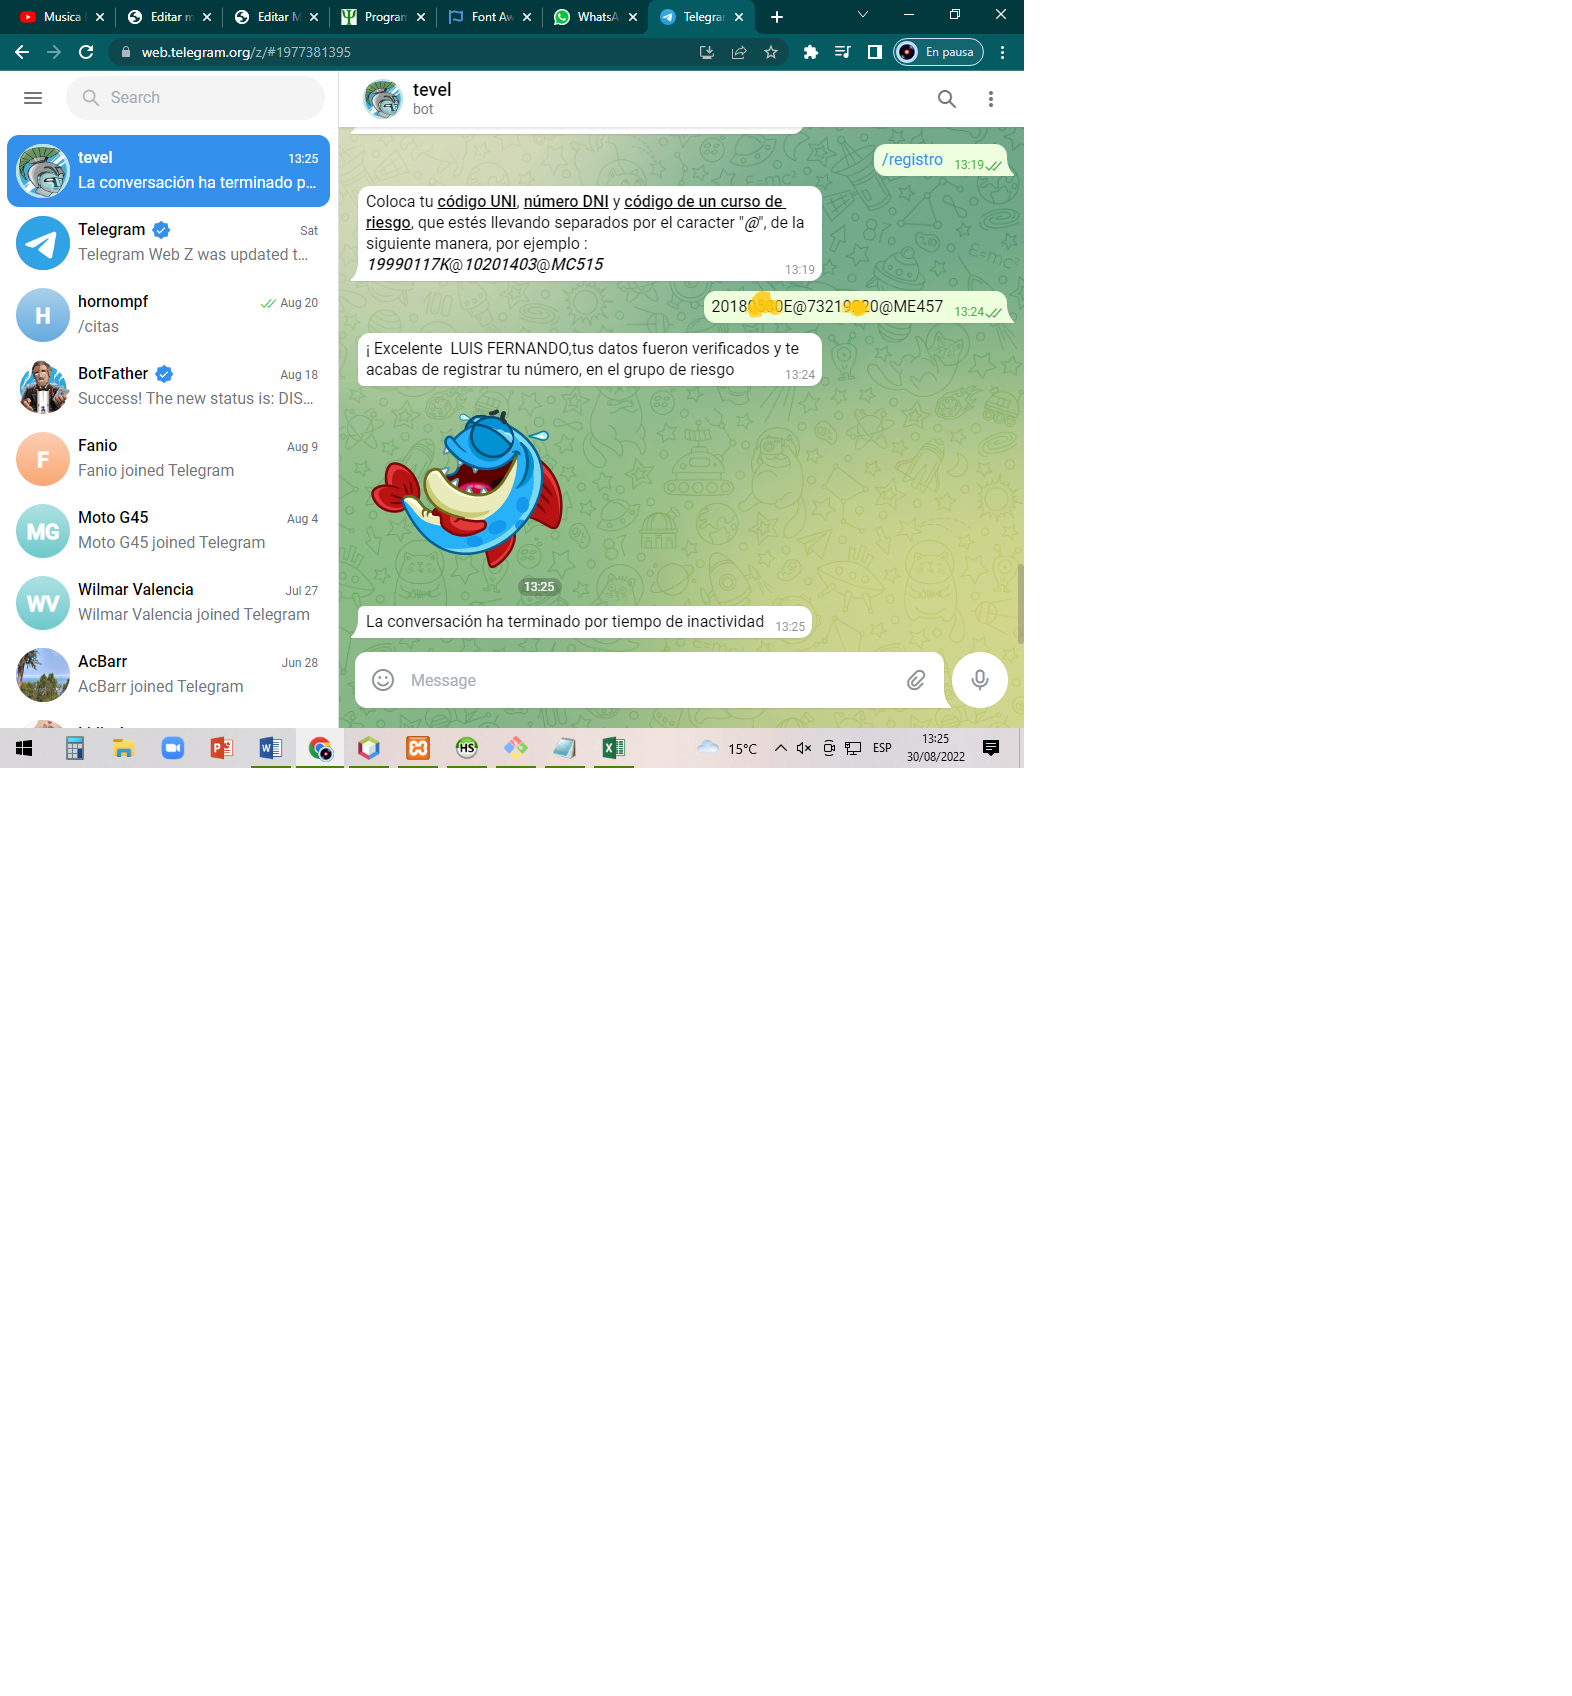 Musica
Editar m
Editar M
Program
Font Aw
WhatsA
Telegra
web.telegram.org/z/#1977381395
En pausa
Search
tevel
13:25
La conversación ha terminado p...
Telegram
Sat
Telegram Web Z was updated t...
H
hornompf
Aug 20
/citas
BotFather
Aug 18
Success! The new status is: DIS...
F
Fanio
Aug 9
Fanio joined Telegram
MG
Moto G45
Aug 4
Moto G45 joined Telegram
WV
Wilmar Valencia
Jul 27
Wilmar Valencia joined Telegram
AcBarr
Jun 28
AcBarr joined Telegram
tevel
bot
/registro 13:19
Coloca tu código UNI, número DNI y código de un curso de
riesgo, que estés llevando separados por el caracter "@", de la
siguiente manera, por ejemplo :
19990117K@10201403@MC515
13:19
@ME457 13:24
¡ Excelente  LUIS FERNANDO,tus datos fueron verificados y te
acabas de registrar tu número, en el grupo de riesgo
13:24
13:25
La conversación ha terminado por tiempo de inactividad 13:25
Message
15°C
ESP
13:25
30/08/2022